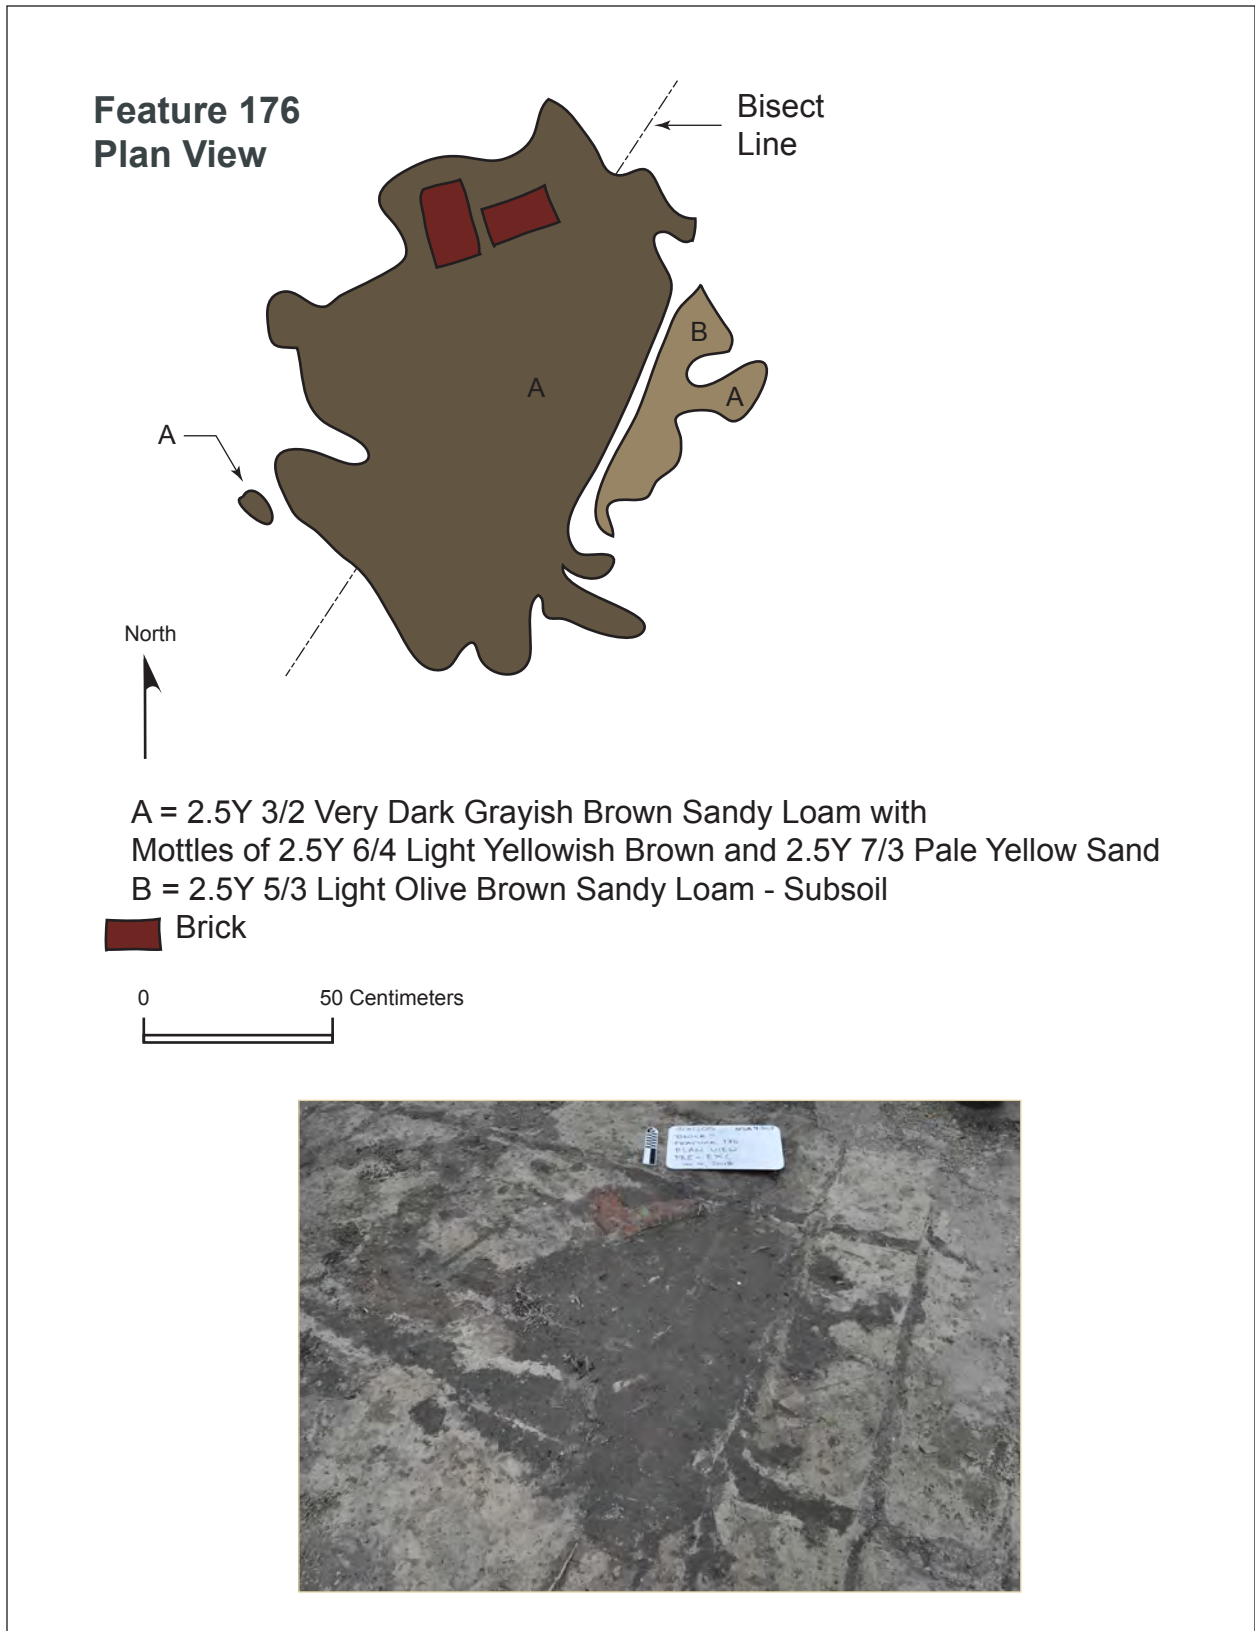 Feature 176
Plan View
Bisect
Line
B
A
A
A
North
A = 2.5Y 3/2 Very Dark Grayish Brown Sandy Loam with
Mottles of 2.5Y 6/4 Light Yellowish Brown and 2.5Y 7/3 Pale Yellow Sand
B = 2.5Y 5/3 Light Olive Brown Sandy Loam - Subsoil
Brick
0 50 Centimeters
FEATURE 176
PLAN VIEW
PRE-EXC